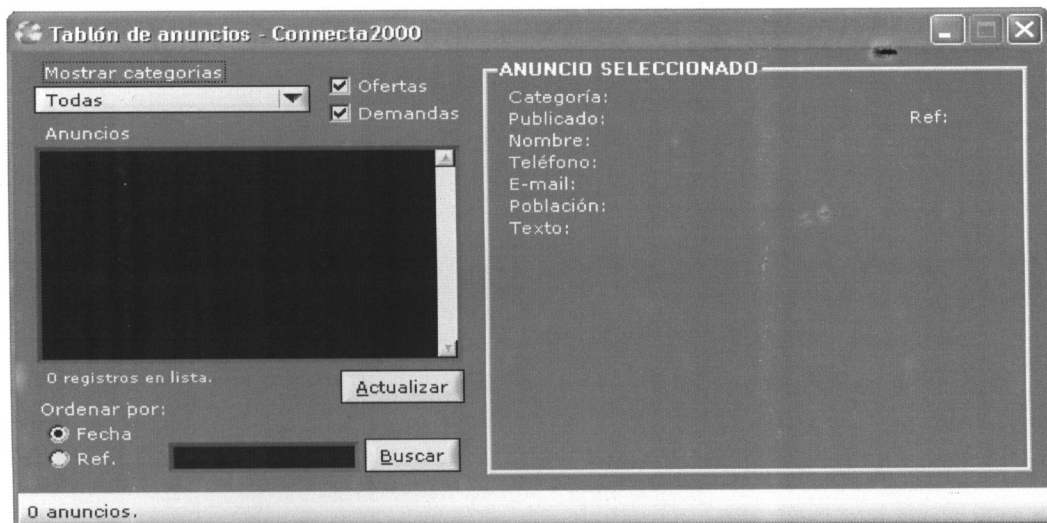 Tablón de anuncios - Connecta2000
Mostrar categorias
Todas
Ofertas
Demandas
Anuncios
0 registros en lista.
Actualizar
Ordenar por:
Fecha
Ref.
Buscar
ANUNCIO SELECCIONADO
Categoría:
Publicado: Ref:
Nombre:
Teléfono:
E-mail:
Población:
Texto:
0 anuncios.